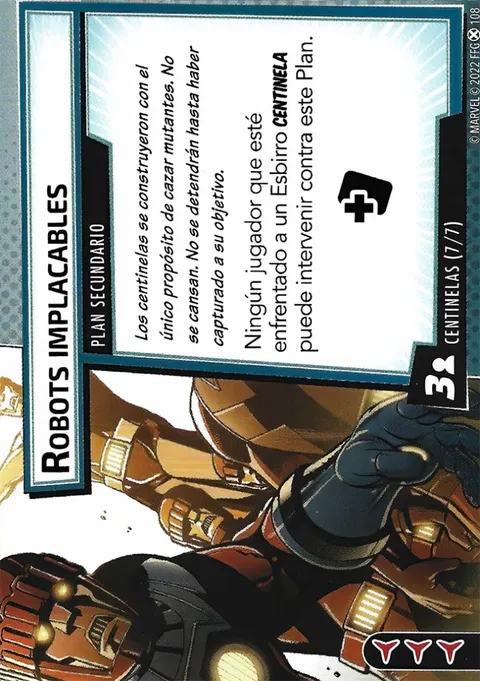 ROBOTS IMPLACABLES
PLAN SECUNDARIO
Los centinelas se construyeron con el
único propósito de cazar mutantes. No
se cansan. No se detendrán hasta haber
capturado a su objetivo.
Ningún jugador que esté
enfrentado a un Esbirro CENTINELA
puede intervenir contra este Plan.
3
CENTINELAS (7/7)
© MARVEL © 2022 FFG 108